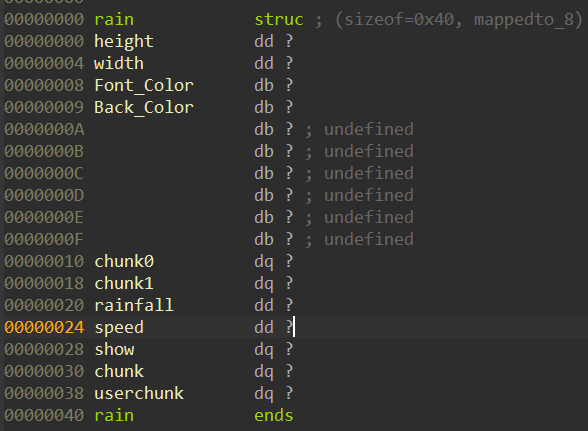 00000000 rain struc ; (sizeof=0x40, mappedto_8)
00000000 height dd ?
00000004 width dd ?
00000008 Font_Color db ?
00000009 Back_Color db ?
0000000A db ? ; undefined
0000000B db ? ; undefined
0000000C db ? ; undefined
0000000D db ? ; undefined
0000000E db ? ; undefined
0000000F db ? ; undefined
00000010 chunk0 dq ?
00000018 chunk1 dq ?
00000020 rainfall dd ?
00000024 speed dd ?
00000028 show dq ?
00000030 chunk dq ?
00000038 userchunk dq ?
00000040 rain ends